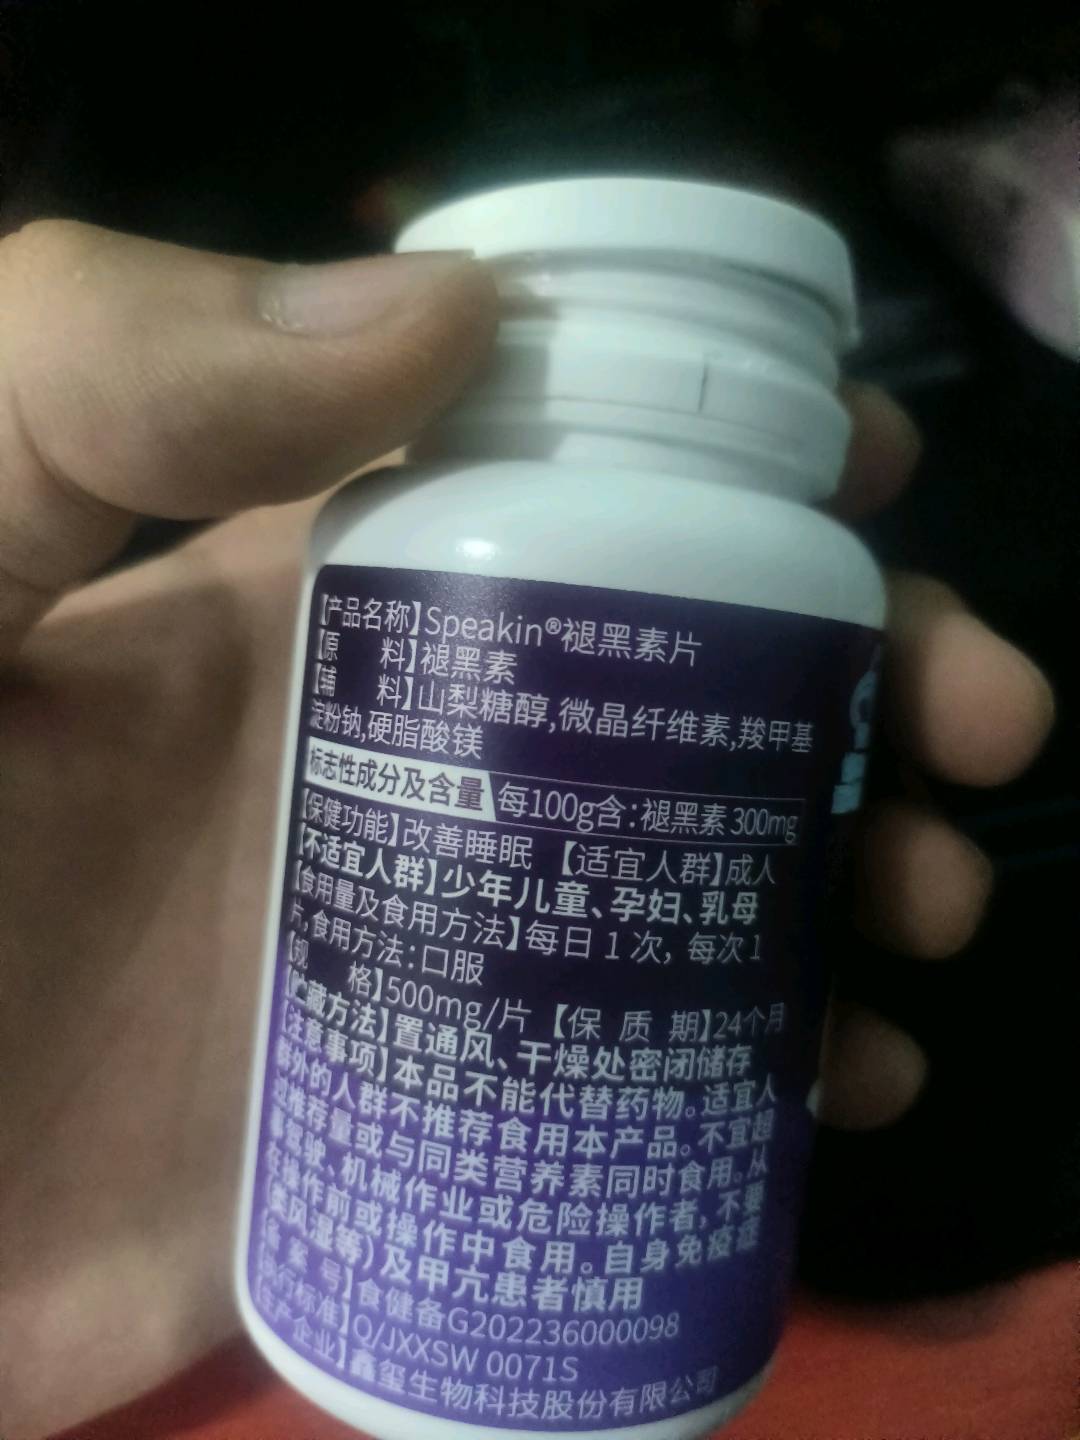 【产品名称】Speakin®褪黑素片
【原 料】褪黑素
【辅 料】山梨糖醇,微晶纤维素,羧甲基
淀粉钠,硬脂酸镁
标志性成分及含量 每100g含:褪黑素 300mg
【保健功能】改善睡眠 【适宜人群】成人
【不适宜人群】少年儿童、孕妇、乳母
【食用量及食用方法】每日 1 次, 每次 1
片, 食用方法:口服
【规 格】500mg/片 【保 质 期】24个月
【贮藏方法】置通风、干燥处密闭储存
【注意事项】本品不能代替药物。适宜人
群外的人群不推荐食用本产品。不宜超
过推荐量或与同类营养素同时食用。从
事驾驶、机械作业或危险操作者, 不要
在操作前或操作中食用。自身免疫症
(类风湿等)及甲亢患者慎用
【备 案 号】食健备G202236000098
【执行标准】Q/JXXSW 0071S
【生产企业】鑫玺生物科技股份有限公司